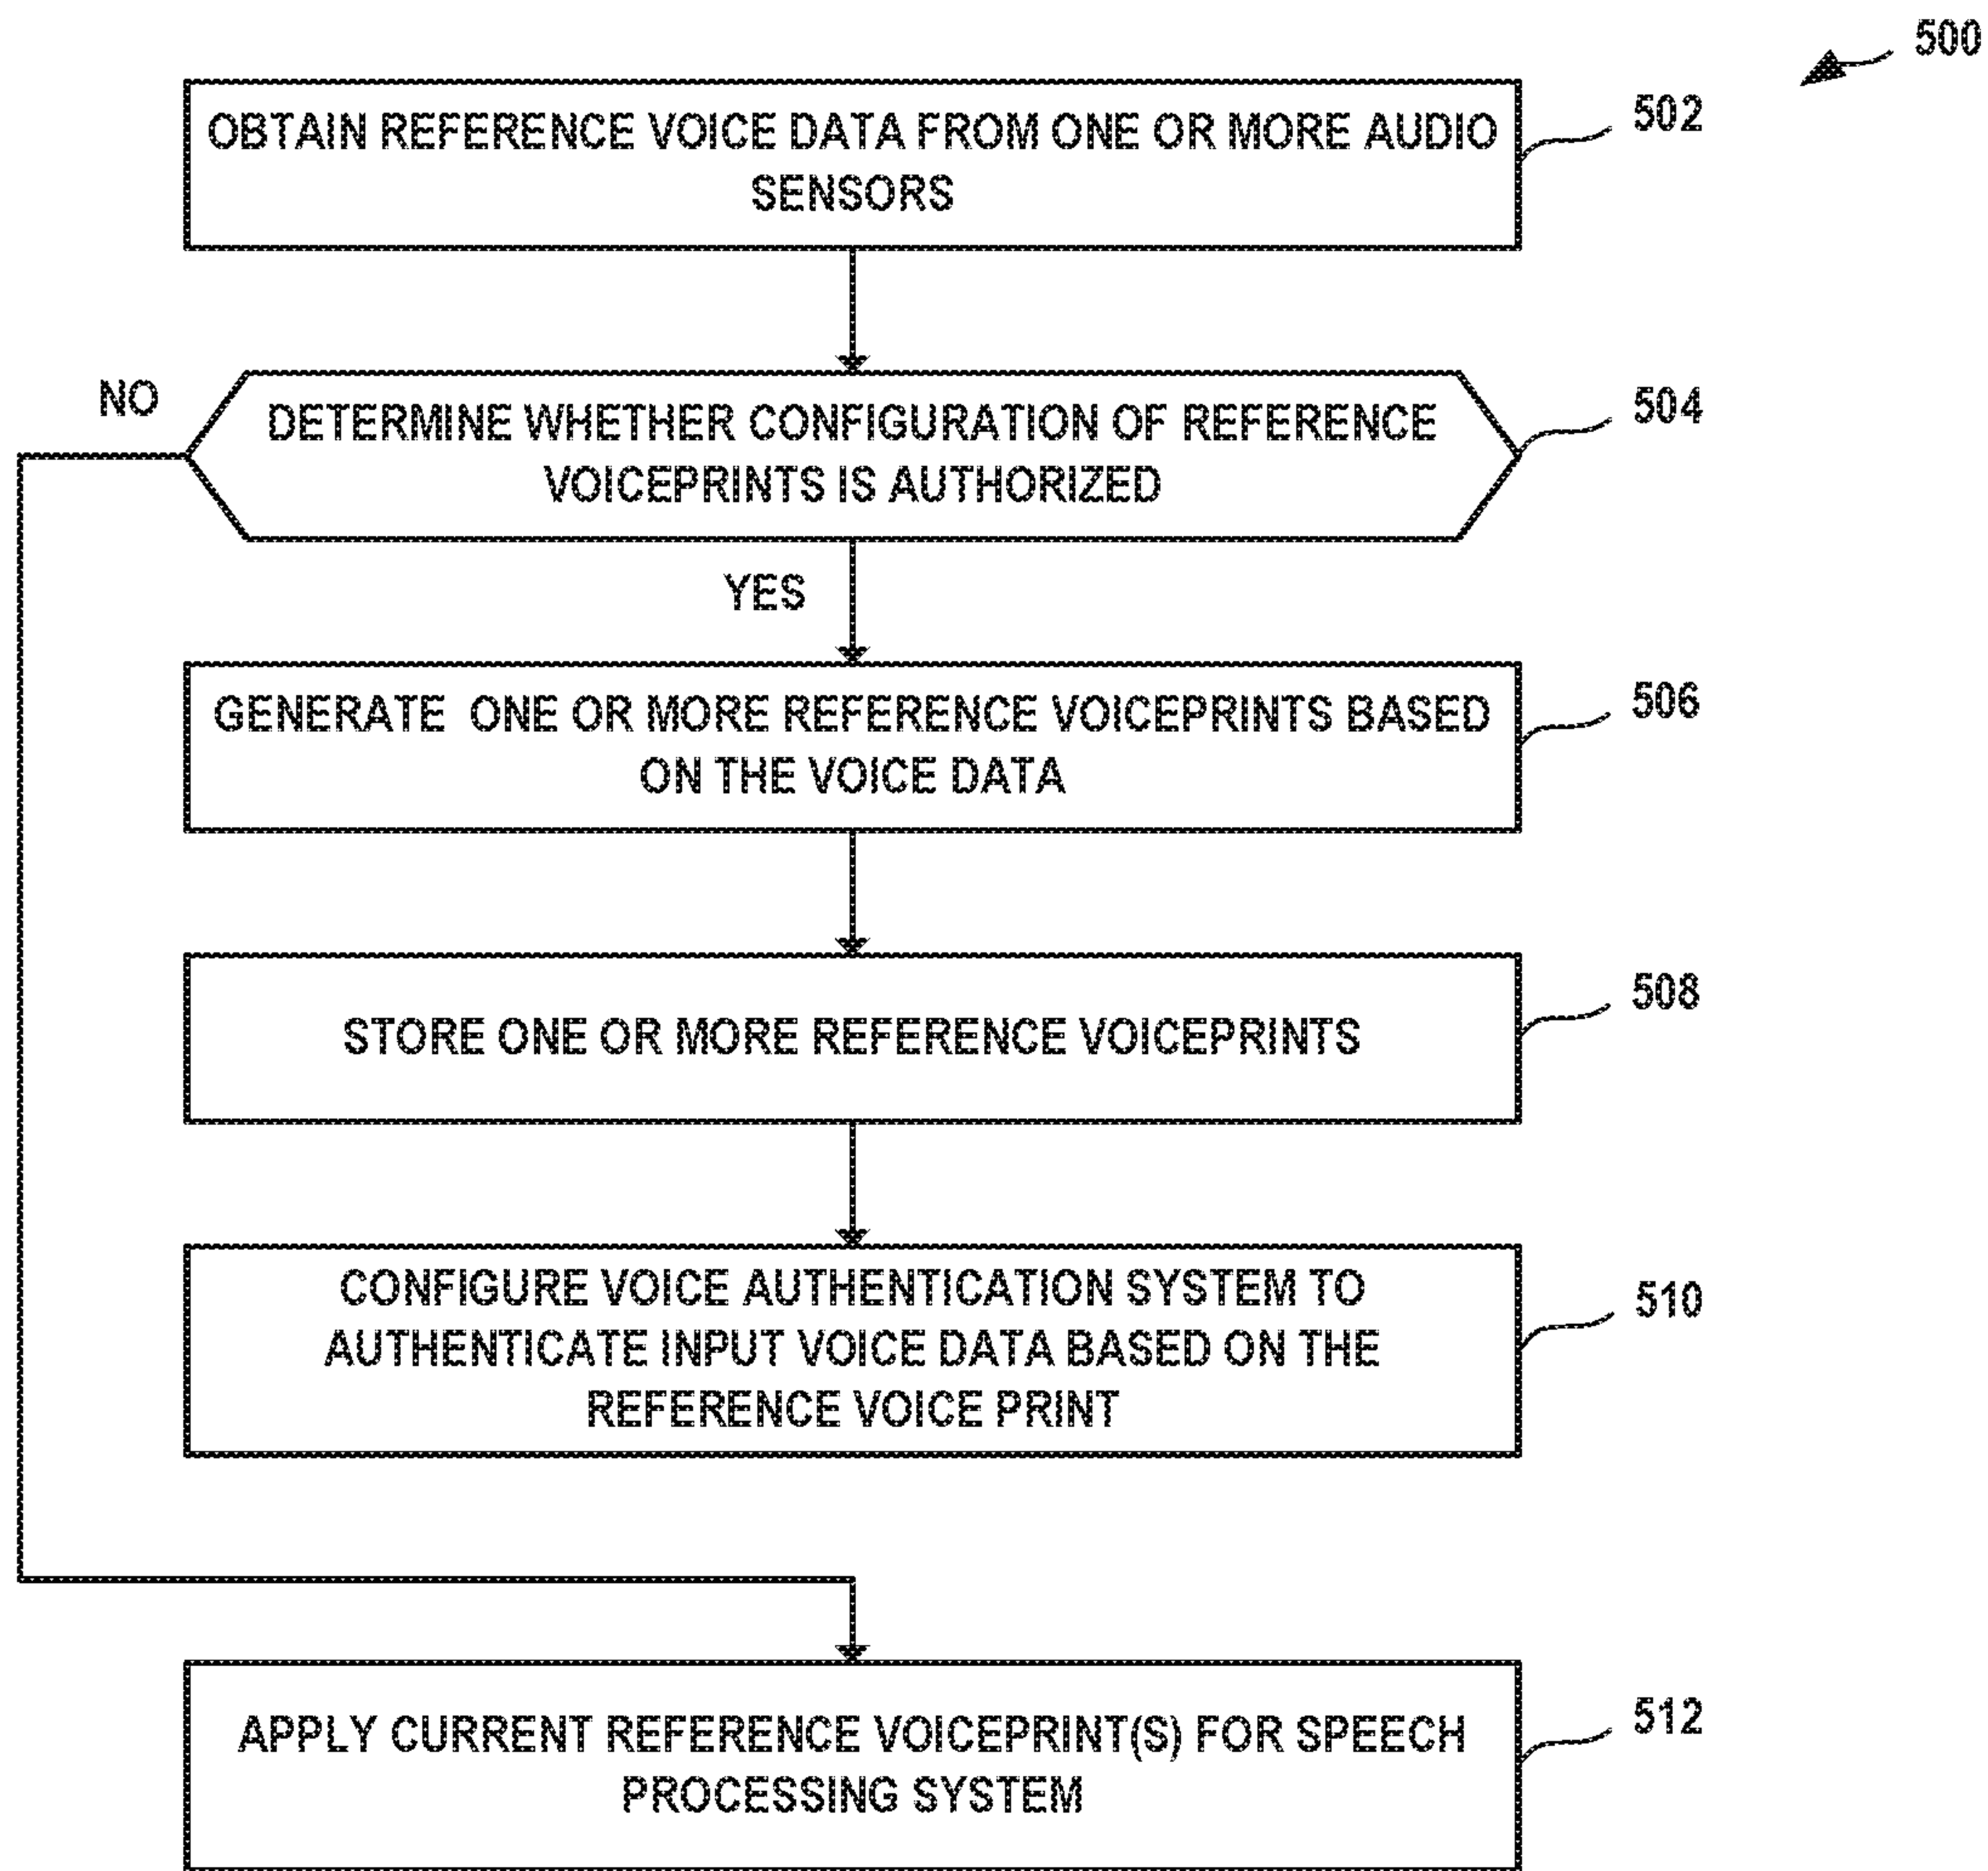 500
OBTAIN REFERENCE VOICE DATA FROM ONE OR MORE AUDIO
SENSORS
502
NO
DETERMINE WHETHER CONFIGURATION OF REFERENCE
VOICEPRINTS IS AUTHORIZED
504
YES
GENERATE ONE OR MORE REFERENCE VOICEPRINTS BASED
ON THE VOICE DATA
506
STORE ONE OR MORE REFERENCE VOICEPRINTS
508
CONFIGURE VOICE AUTHENTICATION SYSTEM TO
AUTHENTICATE INPUT VOICE DATA BASED ON THE
REFERENCE VOICE PRINT
510
APPLY CURRENT REFERENCE VOICEPRINT(S) FOR SPEECH
PROCESSING SYSTEM
512